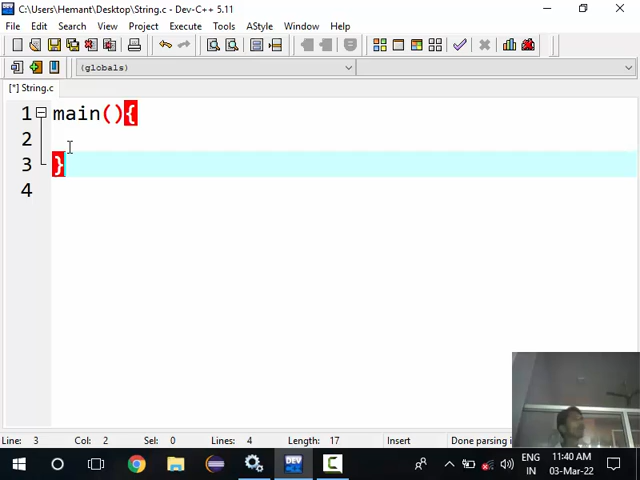 C:\Users\Hemant\Desktop\String.c - Dev-C++ 5.11
File Edit Search View Project Execute Tools AStyle Window Help
(globals)
[*] String.c
1 main(){
2
3 }
4
Line: 3 Col: 2 Sel: 0 Lines: 4 Length: 17 Insert Done parsing i
DEV
ENG
IN
11:40 AM
03-Mar-22